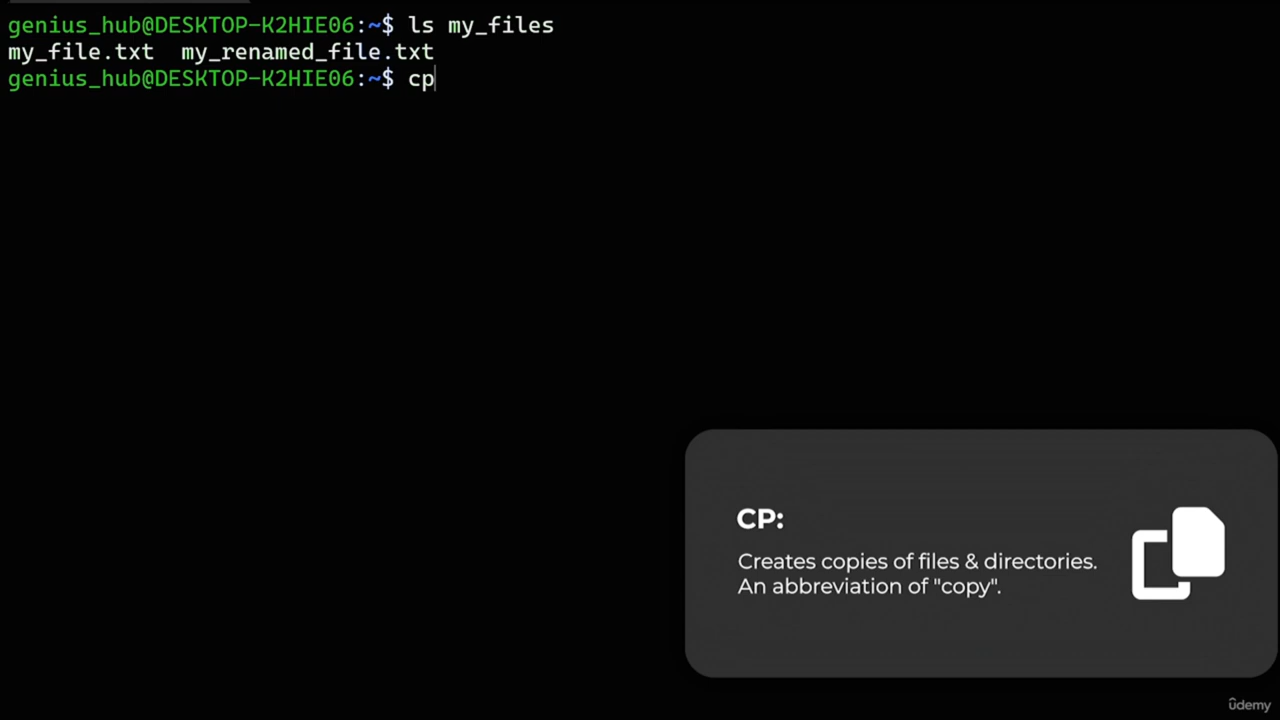 genius_hub@DESKTOP-K2HIE06:~$ ls my_files
my_file.txt  my_renamed_file.txt
genius_hub@DESKTOP-K2HIE06:~$ cp
CP:
Creates copies of files & directories.
An abbreviation of "copy".
ûdemy